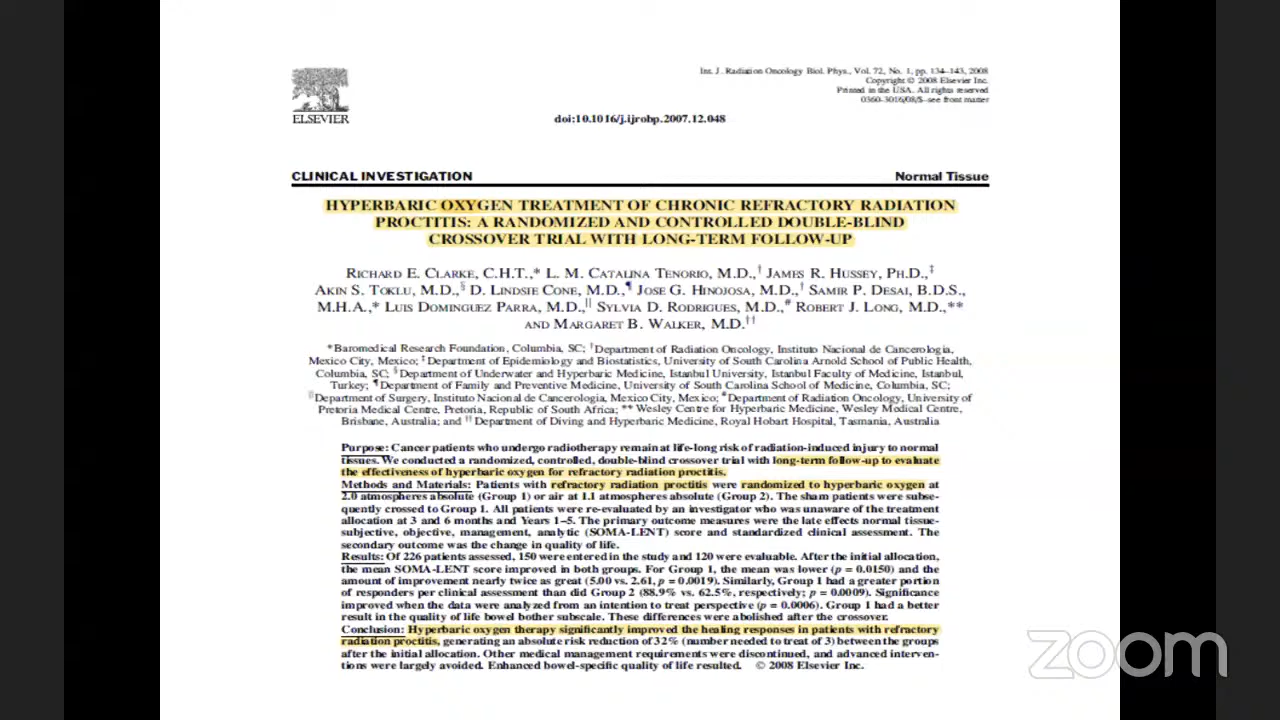 Int. J. Radiation Oncology Biol. Phys., Vol. 72, No. 1, pp. 134–143, 2008
Copyright © 2008 Elsevier Inc.
Printed in the USA. All rights reserved
0360-3016/08/$–see front matter
ELSEVIER
doi:10.1016/j.ijrobp.2007.12.048
CLINICAL INVESTIGATION Normal Tissue
HYPERBARIC OXYGEN TREATMENT OF CHRONIC REFRACTORY RADIATION
PROCTITIS: A RANDOMIZED AND CONTROLLED DOUBLE-BLIND
CROSSOVER TRIAL WITH LONG-TERM FOLLOW-UP
RICHARD E. CLARKE, C.H.T.,* L. M. CATALINA TENORIO, M.D.,† JAMES R. HUSSEY, PH.D.,‡
AKIN S. TOKLU, M.D.,§ D. LINDSIE CONE, M.D.,¶ JOSE G. HINOJOSA, M.D.,† SAMIR P. DESAI, B.D.S.,
M.H.A.,* LUIS DOMINGUEZ PARRA, M.D.,|| SYLVIA D. RODRIGUES, M.D.,# ROBERT J. LONG, M.D.,**
AND MARGARET B. WALKER, M.D.††
*Baromedical Research Foundation, Columbia, SC; †Department of Radiation Oncology, Instituto Nacional de Cancerologia,
Mexico City, Mexico; ‡Department of Epidemiology and Biostatistics, University of South Carolina Arnold School of Public Health,
Columbia, SC; §Department of Underwater and Hyperbaric Medicine, Istanbul University, Istanbul Faculty of Medicine, Istanbul,
Turkey; ¶Department of Family and Preventive Medicine, University of South Carolina School of Medicine, Columbia, SC;
||Department of Surgery, Instituto Nacional de Cancerologia, Mexico City, Mexico; #Department of Radiation Oncology, University of
Pretoria Medical Centre, Pretoria, Republic of South Africa; **Wesley Centre for Hyperbaric Medicine, Wesley Medical Centre,
Brisbane, Australia; and ††Department of Diving and Hyperbaric Medicine, Royal Hobart Hospital, Tasmania, Australia
Purpose: Cancer patients who undergo radiotherapy remain at life-long risk of radiation-induced injury to normal
tissues. We conducted a randomized, controlled, double-blind crossover trial with long-term follow-up to evaluate
the effectiveness of hyperbaric oxygen for refractory radiation proctitis.
Methods and Materials: Patients with refractory radiation proctitis were randomized to hyperbaric oxygen at
2.0 atmospheres absolute (Group 1) or air at 1.1 atmospheres absolute (Group 2). The sham patients were subse-
quently crossed to Group 1. All patients were re-evaluated by an investigator who was unaware of the treatment
allocation at 3 and 6 months and Years 1–5. The primary outcome measures were the late effects normal tissue-
subjective, objective, management, analytic (SOMA-LENT) score and standardized clinical assessment. The
secondary outcome was the change in quality of life.
Results: Of 226 patients assessed, 150 were entered in the study and 120 were evaluable. After the initial allocation,
the mean SOMA-LENT score improved in both groups. For Group 1, the mean was lower (p = 0.0150) and the
amount of improvement nearly twice as great (5.00 vs. 2.61, p = 0.0019). Similarly, Group 1 had a greater portion
of responders per clinical assessment than did Group 2 (88.9% vs. 62.5%, respectively; p = 0.0009). Significance
improved when the data were analyzed from an intention to treat perspective (p = 0.0006). Group 1 had a better
result in the quality of life bowel bother subscale. These differences were abolished after the crossover.
Conclusion: Hyperbaric oxygen therapy significantly improved the healing responses in patients with refractory
radiation proctitis, generating an absolute risk reduction of 32% (number needed to treat of 3) between the groups
after the initial allocation. Other medical management requirements were discontinued, and advanced interven-
tions were largely avoided. Enhanced bowel-specific quality of life resulted. © 2008 Elsevier Inc.
zoom